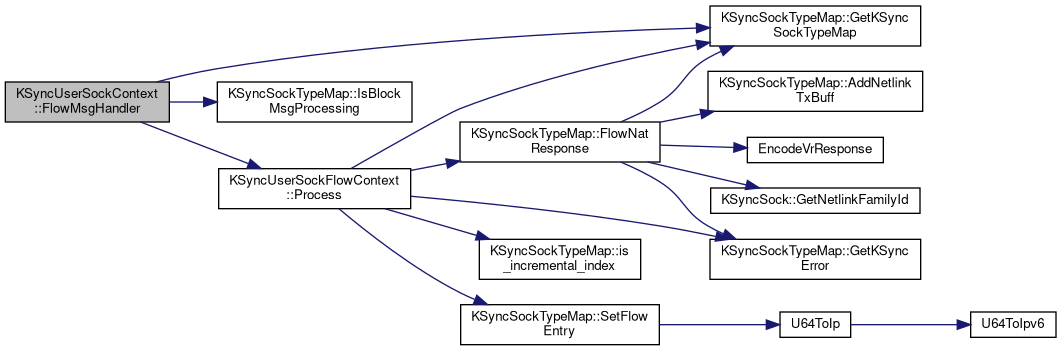 KSyncUserSockContext
::FlowMsgHandler
KSyncSockTypeMap::GetKSync
SockTypeMap
KSyncSockTypeMap::IsBlock
MsgProcessing
KSyncUserSockFlowContext
::Process
KSyncSockTypeMap::FlowNat
Response
KSyncSockTypeMap::AddNetlink
TxBuff
EncodeVrResponse
KSyncSock::GetNetlinkFamilyId
KSyncSockTypeMap::GetKSync
Error
KSyncSockTypeMap::is
_incremental_index
KSyncSockTypeMap::SetFlow
Entry
U64ToIp
U64ToIpv6